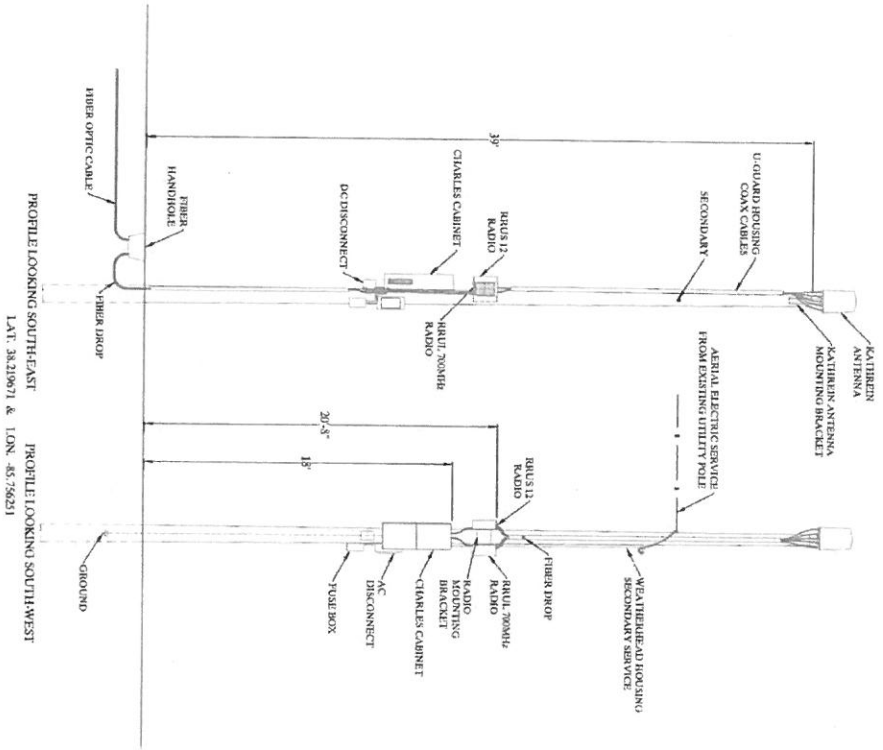 KATHREIN
ANTENNA
KATHREIN ANTENNA
MOUNTING BRACKET
U-GUARD HOUSING
COAX CABLES
SECONDARY
39'
RRUS 12
RADIO
CHARLES CABINET
RRUL 700MHz
RADIO
DC DISCONNECT
FIBER
HANDHOLE
FIBER OPTIC CABLE
FIBER DROP
PROFILE LOOKING SOUTH-EAST
AERIAL ELECTRIC SERVICE
FROM EXISTING UTILITY POLE
WEATHERHEAD HOUSING
SECONDARY SERVICE
FIBER DROP
RRUS 12
RADIO
RRUL 700MHz
RADIO
RADIO
MOUNTING
BRACKET
20'-8"
18'
CHARLES CABINET
AC
DISCONNECT
FUSE BOX
GROUND
PROFILE LOOKING SOUTH-WEST
LAT. 38.219671 & LON. -85.756251